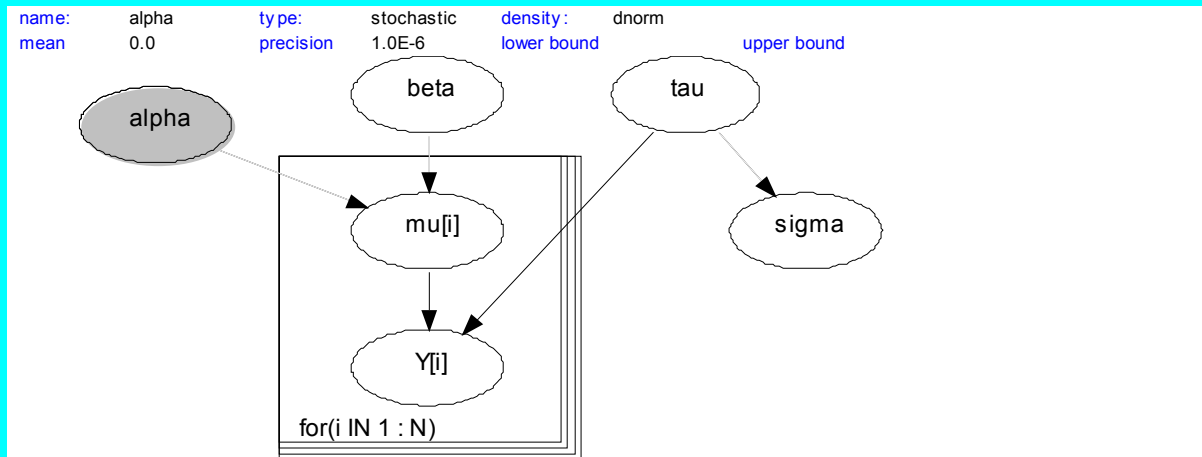 name: alpha type: stochastic density: dnorm
mean 0.0 precision 1.0E-6 lower bound upper bound
beta tau
alpha
mu[i] sigma
Y[i]
for(i IN 1 : N)